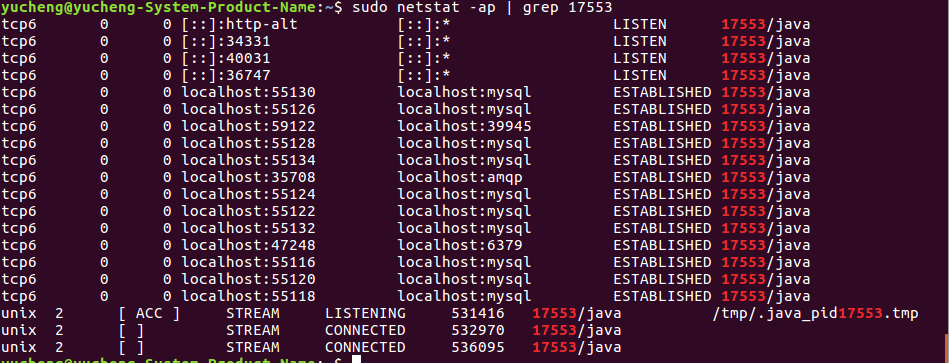 yucheng@yucheng-System-Product-Name:~$ sudo netstat -ap | grep 17553
tcp6 0 0 [::]:http-alt [::]:* LISTEN 17553/java
tcp6 0 0 [::]:34331 [::]:* LISTEN 17553/java
tcp6 0 0 [::]:40031 [::]:* LISTEN 17553/java
tcp6 0 0 [::]:36747 [::]:* LISTEN 17553/java
tcp6 0 0 localhost:55130 localhost:mysql ESTABLISHED 17553/java
tcp6 0 0 localhost:55126 localhost:mysql ESTABLISHED 17553/java
tcp6 0 0 localhost:59122 localhost:39945 ESTABLISHED 17553/java
tcp6 0 0 localhost:55128 localhost:mysql ESTABLISHED 17553/java
tcp6 0 0 localhost:55134 localhost:mysql ESTABLISHED 17553/java
tcp6 0 0 localhost:35708 localhost:amqp ESTABLISHED 17553/java
tcp6 0 0 localhost:55124 localhost:mysql ESTABLISHED 17553/java
tcp6 0 0 localhost:55122 localhost:mysql ESTABLISHED 17553/java
tcp6 0 0 localhost:55132 localhost:mysql ESTABLISHED 17553/java
tcp6 0 0 localhost:47248 localhost:6379 ESTABLISHED 17553/java
tcp6 0 0 localhost:55116 localhost:mysql ESTABLISHED 17553/java
tcp6 0 0 localhost:55120 localhost:mysql ESTABLISHED 17553/java
tcp6 0 0 localhost:55118 localhost:mysql ESTABLISHED 17553/java
unix 2 [ ACC ] STREAM LISTENING 531416 17553/java /tmp/.java_pid17553.tmp
unix 2 [ ] STREAM CONNECTED 532970 17553/java
unix 2 [ ] STREAM CONNECTED 536095 17553/java
yucheng@yucheng-System-Product-Name:~$